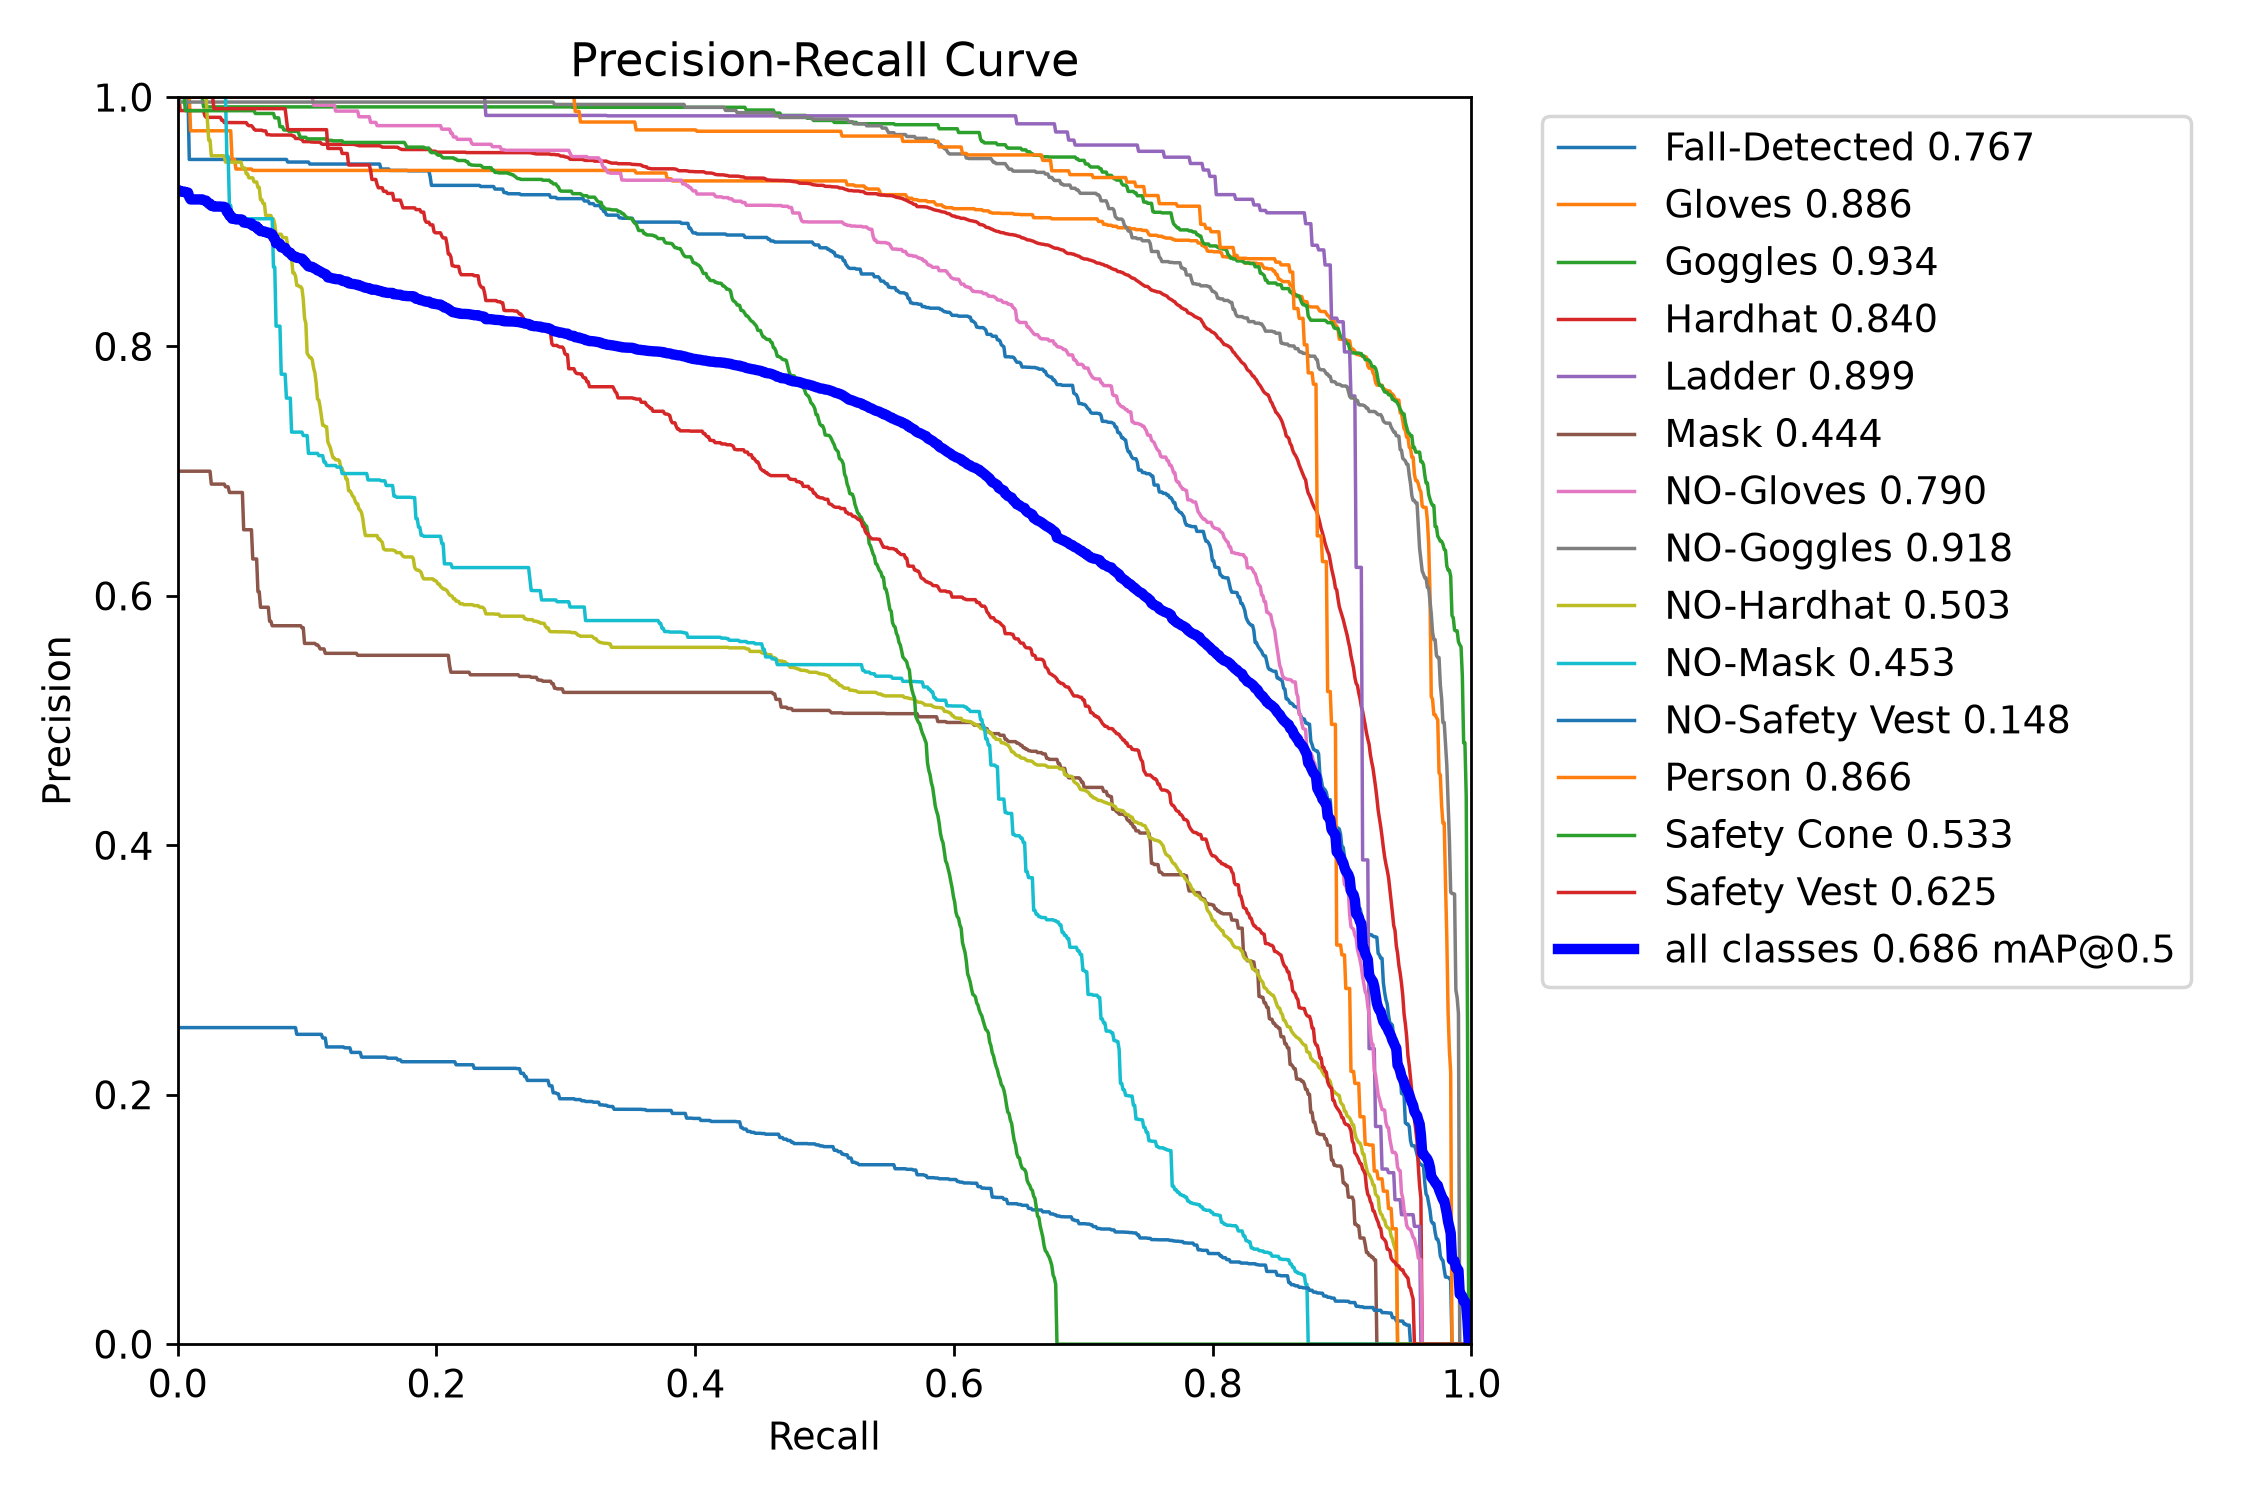 Precision-Recall Curve
1.0
0.8
0.6
0.4
0.2
0.0
Precision
0.0 0.2 0.4 0.6 0.8 1.0
Recall
Fall-Detected 0.767
Gloves 0.886
Goggles 0.934
Hardhat 0.840
Ladder 0.899
Mask 0.444
NO-Gloves 0.790
NO-Goggles 0.918
NO-Hardhat 0.503
NO-Mask 0.453
NO-Safety Vest 0.148
Person 0.866
Safety Cone 0.533
Safety Vest 0.625
all classes 0.686 mAP@0.5